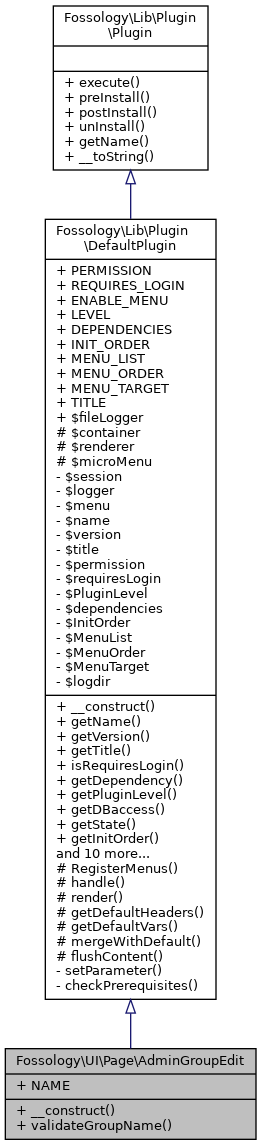 Fossology\Lib\Plugin
\Plugin
+ execute()
+ preInstall()
+ postInstall()
+ unInstall()
+ getName()
+ __toString()
Fossology\Lib\Plugin
\DefaultPlugin
+ PERMISSION
+ REQUIRES_LOGIN
+ ENABLE_MENU
+ LEVEL
+ DEPENDENCIES
+ INIT_ORDER
+ MENU_LIST
+ MENU_ORDER
+ MENU_TARGET
+ TITLE
+ $fileLogger
# $container
# $renderer
# $microMenu
- $session
- $logger
- $menu
- $name
- $version
- $title
- $permission
- $requiresLogin
- $PluginLevel
- $dependencies
- $InitOrder
- $MenuList
- $MenuOrder
- $MenuTarget
- $logdir
+ __construct()
+ getName()
+ getVersion()
+ getTitle()
+ isRequiresLogin()
+ getDependency()
+ getPluginLevel()
+ getDBaccess()
+ getState()
+ getInitOrder()
and 10 more...
# RegisterMenus()
# handle()
# render()
# getDefaultHeaders()
# getDefaultVars()
# mergeWithDefault()
# flushContent()
- setParameter()
- checkPrerequisites()
Fossology\UI\Page\AdminGroupEdit
+ NAME
+ __construct()
+ validateGroupName()